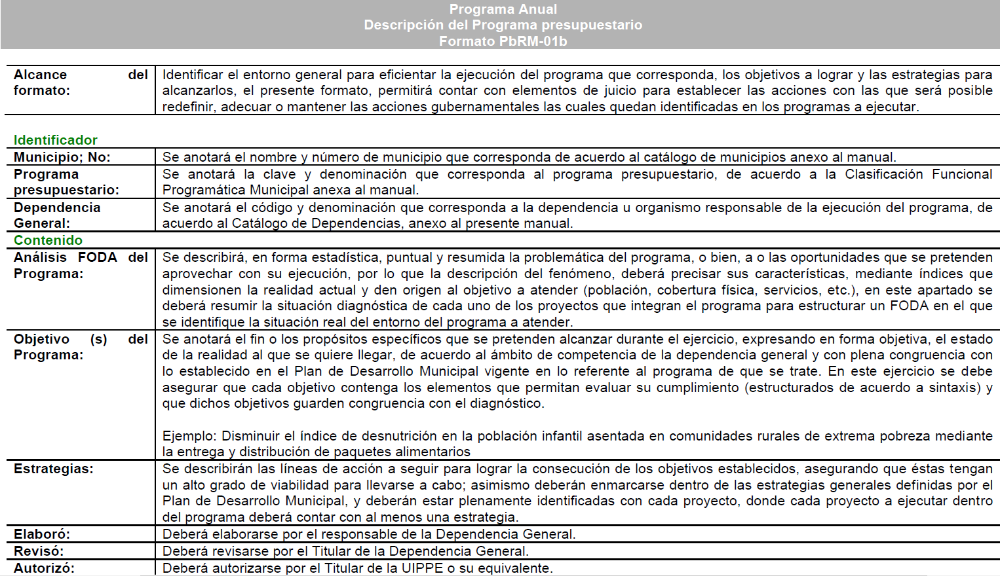 Programa Anual
Descripción del Programa presupuestario
Formato PbRM-01b
Alcance del formato:
Identificar el entorno general para eficientar la ejecución del programa que corresponda, los objetivos a lograr y las estrategias para
alcanzarlos, el presente formato, permitirá contar con elementos de juicio para establecer las acciones con las que será posible
redefinir, adecuar o mantener las acciones gubernamentales las cuales quedan identificadas en los programas a ejecutar.
Identificador
Municipio; No:
Se anotará el nombre y número de municipio que corresponda de acuerdo al catálogo de municipios anexo al manual.
Programa
presupuestario:
Se anotará la clave y denominación que corresponda al programa presupuestario, de acuerdo a la Clasificación Funcional
Programática Municipal anexa al manual.
Dependencia
General:
Se anotará el código y denominación que corresponda a la dependencia u organismo responsable de la ejecución del programa, de
acuerdo al Catálogo de Dependencias, anexo al presente manual.
Contenido
Análisis FODA del
Programa:
Se describirá, en forma estadística, puntual y resumida la problemática del programa, o bien, a o las oportunidades que se pretenden
aprovechar con su ejecución, por lo que la descripción del fenómeno, deberá precisar sus características, mediante índices que
dimensionen la realidad actual y den origen al objetivo a atender (población, cobertura física, servicios, etc.), en este apartado se
deberá resumir la situación diagnóstica de cada uno de los proyectos que integran el programa para estructurar un FODA en el que
se identifique la situación real del entorno del programa a atender.
Objetivo (s) del
Programa:
Se anotará el fin o los propósitos específicos que se pretenden alcanzar durante el ejercicio, expresando en forma objetiva, el estado
de la realidad al que se quiere llegar, de acuerdo al ámbito de competencia de la dependencia general y con plena congruencia con
lo establecido en el Plan de Desarrollo Municipal vigente en lo referente al programa de que se trate. En este ejercicio se debe
asegurar que cada objetivo contenga los elementos que permitan evaluar su cumplimiento (estructurados de acuerdo a sintaxis) y
que dichos objetivos guarden congruencia con el diagnóstico.
Ejemplo: Disminuir el índice de desnutrición en la población infantil asentada en comunidades rurales de extrema pobreza mediante
la entrega y distribución de paquetes alimentarios
Estrategias:
Se describirán las líneas de acción a seguir para lograr la consecución de los objetivos establecidos, asegurando que éstas tengan
un alto grado de viabilidad para llevarse a cabo; asimismo deberán enmarcarse dentro de las estrategias generales definidas por el
Plan de Desarrollo Municipal, y deberán estar plenamente identificadas con cada proyecto, donde cada proyecto a ejecutar dentro
del programa deberá contar con al menos una estrategia.
Elaboró:
Deberá elaborarse por el responsable de la Dependencia General.
Revisó:
Deberá revisarse por el Titular de la Dependencia General.
Autorizó:
Deberá autorizarse por el Titular de la UIPPE o su equivalente.